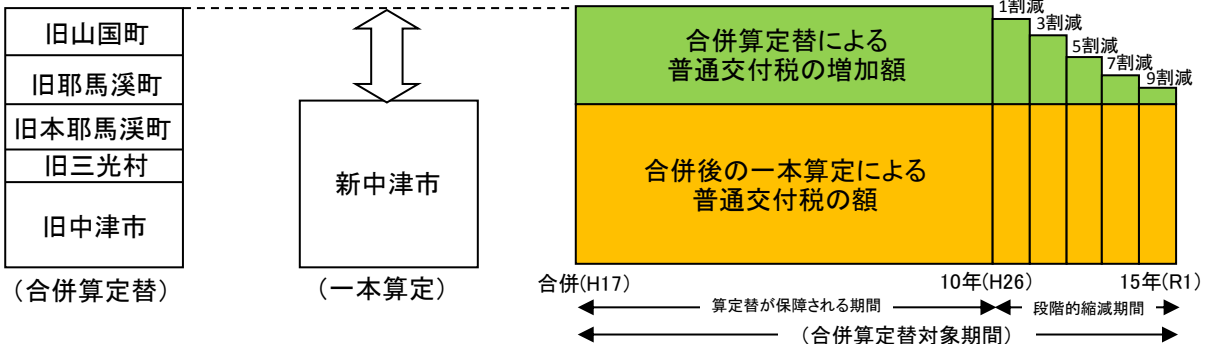 旧山国町
旧耶馬溪町
旧本耶馬溪町
旧三光村
旧中津市
（合併算定替）
新中津市
（一本算定）
合併算定替による
普通交付税の増加額
1割減
3割減
5割減
7割減
9割減
合併後の一本算定による
普通交付税の額
合併(H17)
10年(H26)
15年(R1)
算定替が保障される期間
段階的縮減期間
（合併算定替対象期間）